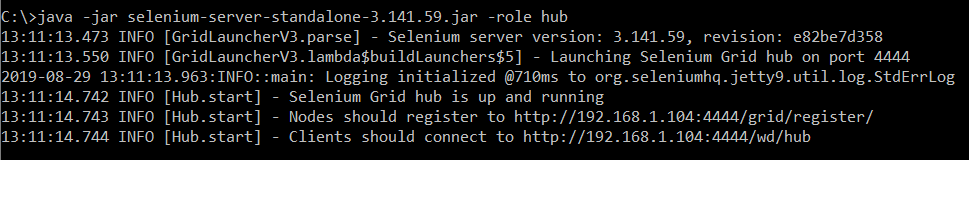 C:\>java -jar selenium-server-standalone-3.141.59.jar -role hub
13:11:13.473 INFO [GridLauncherV3.parse] - Selenium server version: 3.141.59, revision: e82be7d358
13:11:13.550 INFO [GridLauncherV3.lambda$buildLaunchers$5] - Launching Selenium Grid hub on port 4444
2019-08-29 13:11:13.963:INFO::main: Logging initialized @710ms to org.seleniumhq.jetty9.util.log.StdErrLog
13:11:14.742 INFO [Hub.start] - Selenium Grid hub is up and running
13:11:14.743 INFO [Hub.start] - Nodes should register to http://192.168.1.104:4444/grid/register/
13:11:14.744 INFO [Hub.start] - Clients should connect to http://192.168.1.104:4444/wd/hub